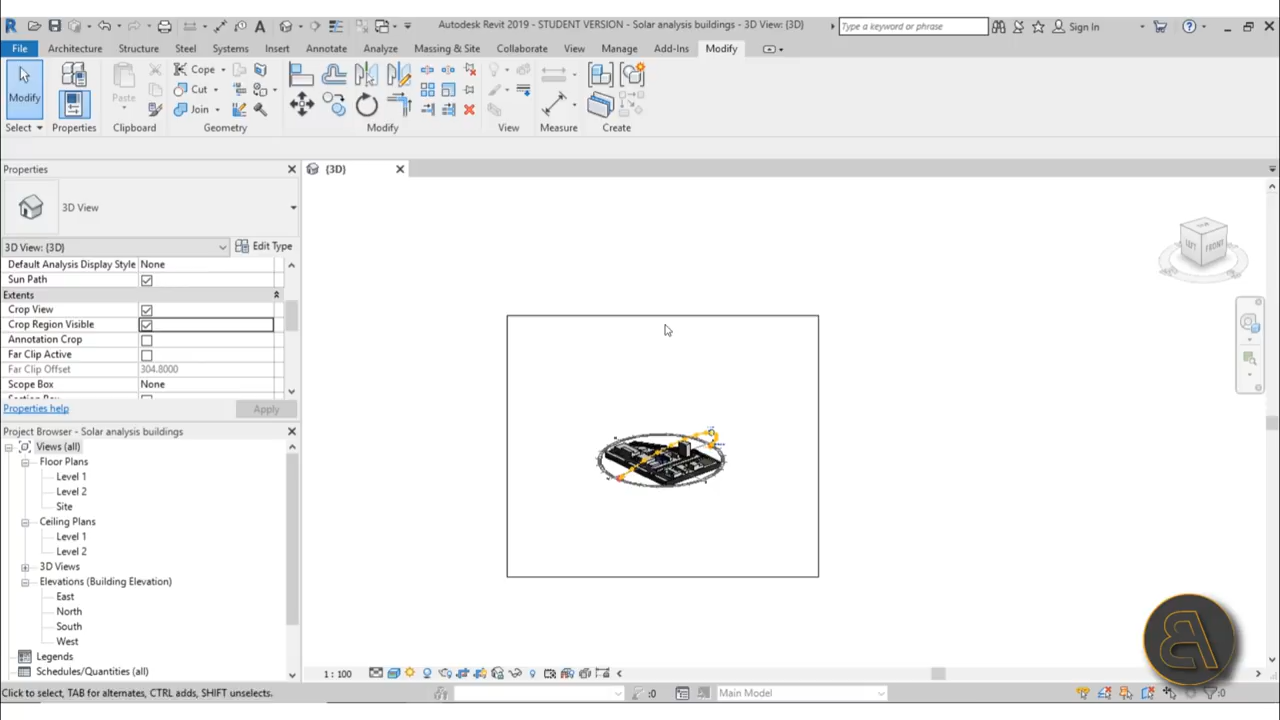 Autodesk Revit 2019 - STUDENT VERSION - Solar analysis buildings - 3D View: {3D}
Type a keyword or phrase
Sign In
File Architecture Structure Steel Systems Insert Annotate Analyze Massing & Site Collaborate View Manage Add-Ins Modify
Modify
Paste
Cope
Cut
Join
Select Properties Clipboard Geometry Modify View Measure Create
Properties
{3D}
3D View
3D View: {3D}
Edit Type
Default Analysis Display Style None
Sun Path
Extents
Crop View
Crop Region Visible
Annotation Crop
Far Clip Active
Far Clip Offset 304.8000
Scope Box None
Properties help
Apply
Project Browser - Solar analysis buildings
Views (all)
Floor Plans
Level 1
Level 2
Site
Ceiling Plans
Level 1
Level 2
3D Views
Elevations (Building Elevation)
East
North
South
West
Legends
Schedules/Quantities (all)
LEFT FRONT
1 : 100
Click to select, TAB for alternates, CTRL adds, SHIFT unselects.
:0
Main Model
:0